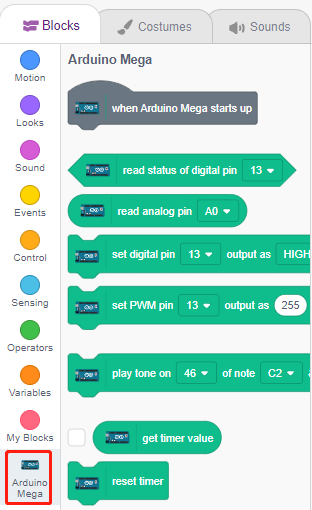 Blocks
Costumes
Sounds
Motion
Looks
Sound
Events
Control
Sensing
Operators
Variables
My Blocks
Arduino
Mega
Arduino Mega
when Arduino Mega starts up
read status of digital pin 13
read analog pin A0
set digital pin 13 output as HIGH
set PWM pin 13 output as 255
play tone on 46 of note C2
get timer value
reset timer